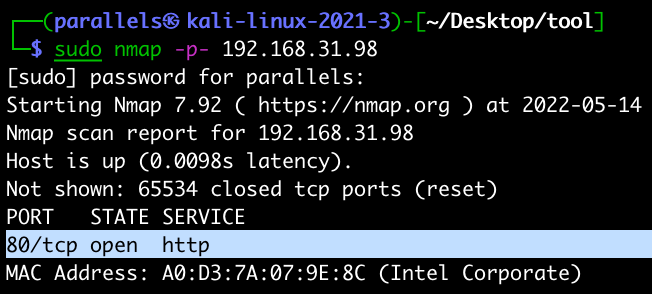 ┌──(parallels㉿kali-linux-2021-3)-[~/Desktop/tool]
└─$ sudo nmap -p- 192.168.31.98
[sudo] password for parallels:
Starting Nmap 7.92 ( https://nmap.org ) at 2022-05-14
Nmap scan report for 192.168.31.98
Host is up (0.0098s latency).
Not shown: 65534 closed tcp ports (reset)
PORT   STATE SERVICE
80/tcp open  http
MAC Address: A0:D3:7A:07:9E:8C (Intel Corporate)